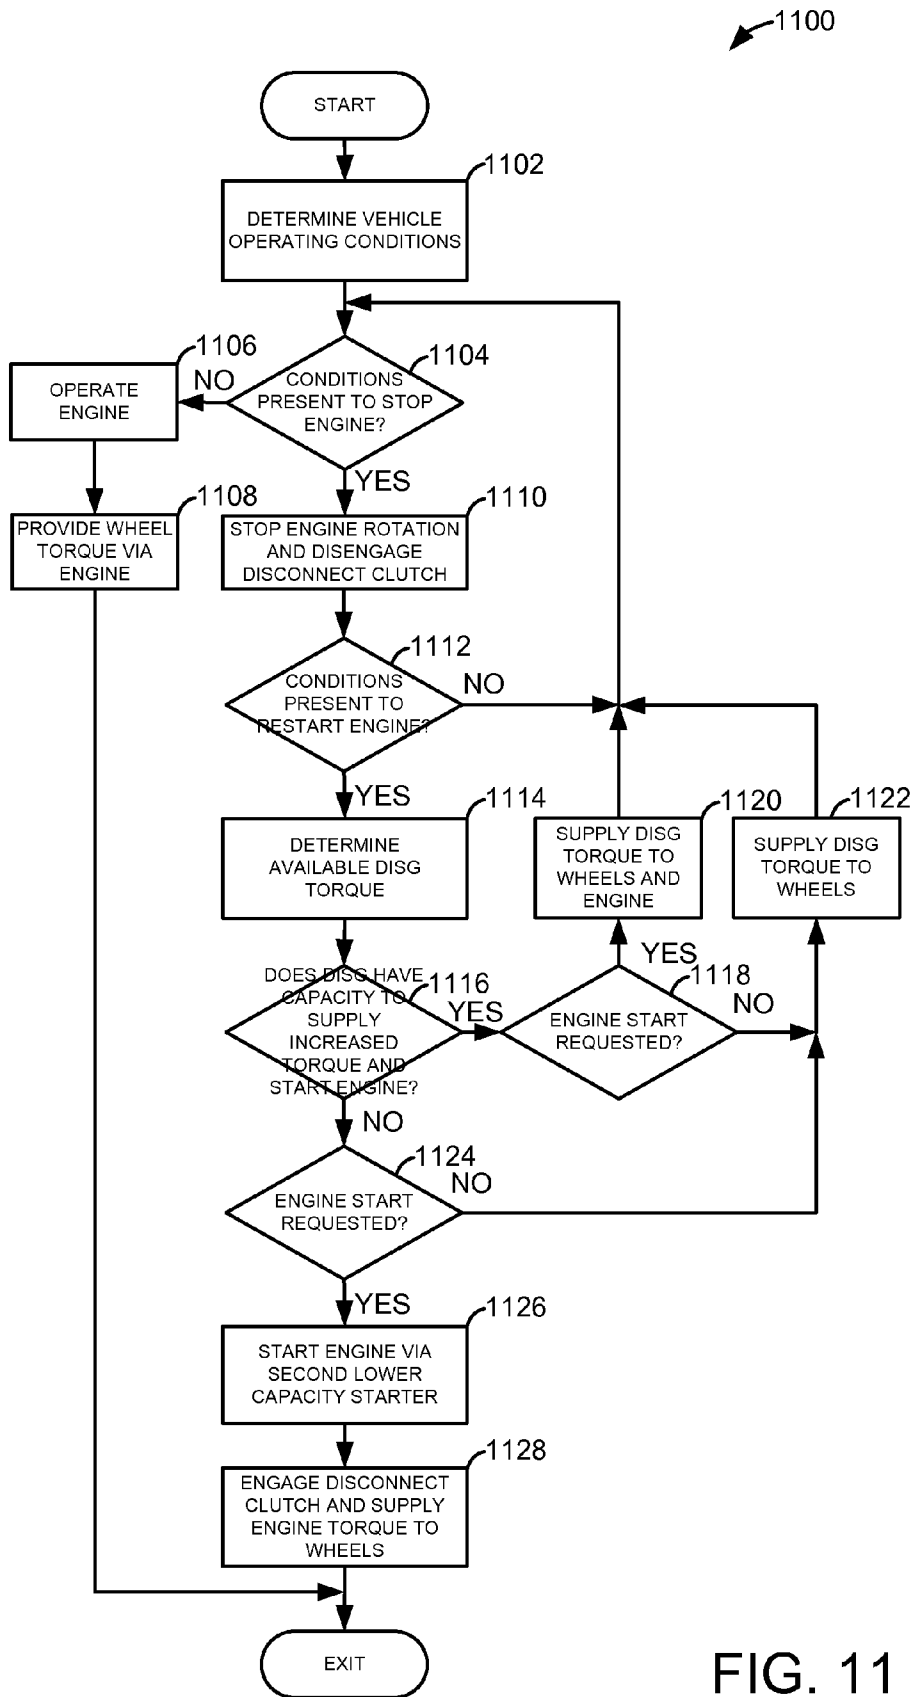 1100
START
1102
DETERMINE VEHICLE
OPERATING CONDITIONS
1104
CONDITIONS
PRESENT TO STOP
ENGINE?
NO
1106
OPERATE
ENGINE
YES
1108
PROVIDE WHEEL
TORQUE VIA
ENGINE
1110
STOP ENGINE ROTATION
AND DISENGAGE
DISCONNECT CLUTCH
1112
CONDITIONS
PRESENT TO
RESTART ENGINE?
NO
YES
1114
DETERMINE
AVAILABLE DISG
TORQUE
1120
SUPPLY DISG
TORQUE TO
WHEELS AND
ENGINE
1122
SUPPLY DISG
TORQUE TO
WHEELS
1116
DOES DISG HAVE
CAPACITY TO
SUPPLY
INCREASED
TORQUE AND
START ENGINE?
YES
YES
1118
ENGINE START
REQUESTED?
NO
NO
1124
ENGINE START
REQUESTED?
NO
YES
1126
START ENGINE VIA
SECOND LOWER
CAPACITY STARTER
1128
ENGAGE DISCONNECT
CLUTCH AND SUPPLY
ENGINE TORQUE TO
WHEELS
EXIT
FIG. 11